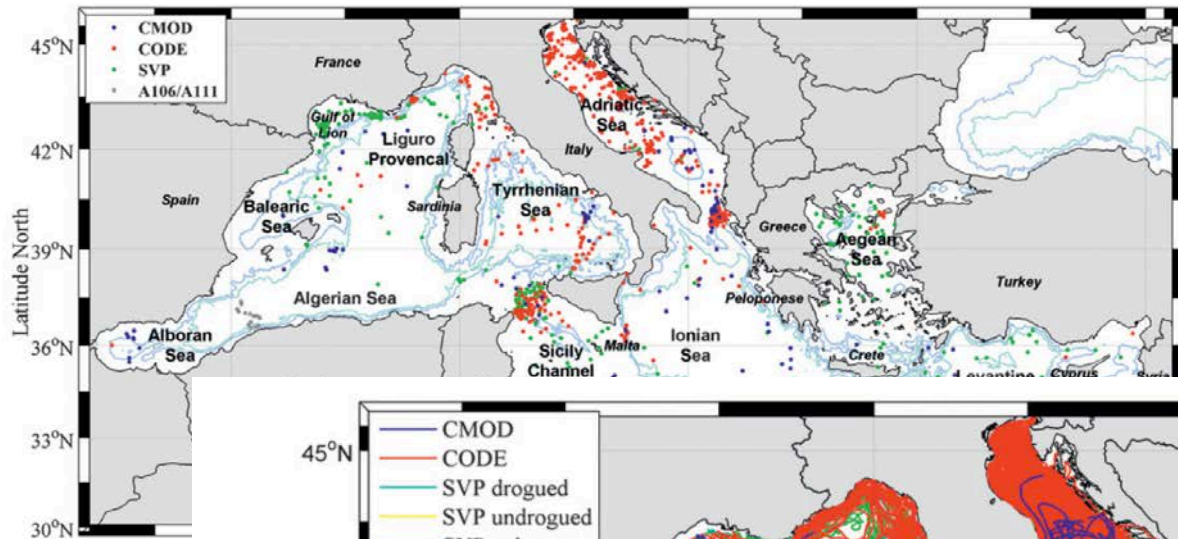 45°N
CMOD
CODE
SVP
A106/A111
France
Gulf of
Lion
Adriatic
Sea
Liguro
Provencal
Italy
42°N
Spain
Balearic
Sea
Sardinia
Tyrrhenian
Sea
Greece
Aegean
Sea
39°N
Turkey
Latitude North
Algerian Sea
Peloponese
Alboran
Sea
Sicily
Channel
Malta
Ionian
Sea
36°N
Crete
Levantine
Cyprus
Syria
33°N
30°N
45°N
CMOD
CODE
SVP drogued
SVP undrogued